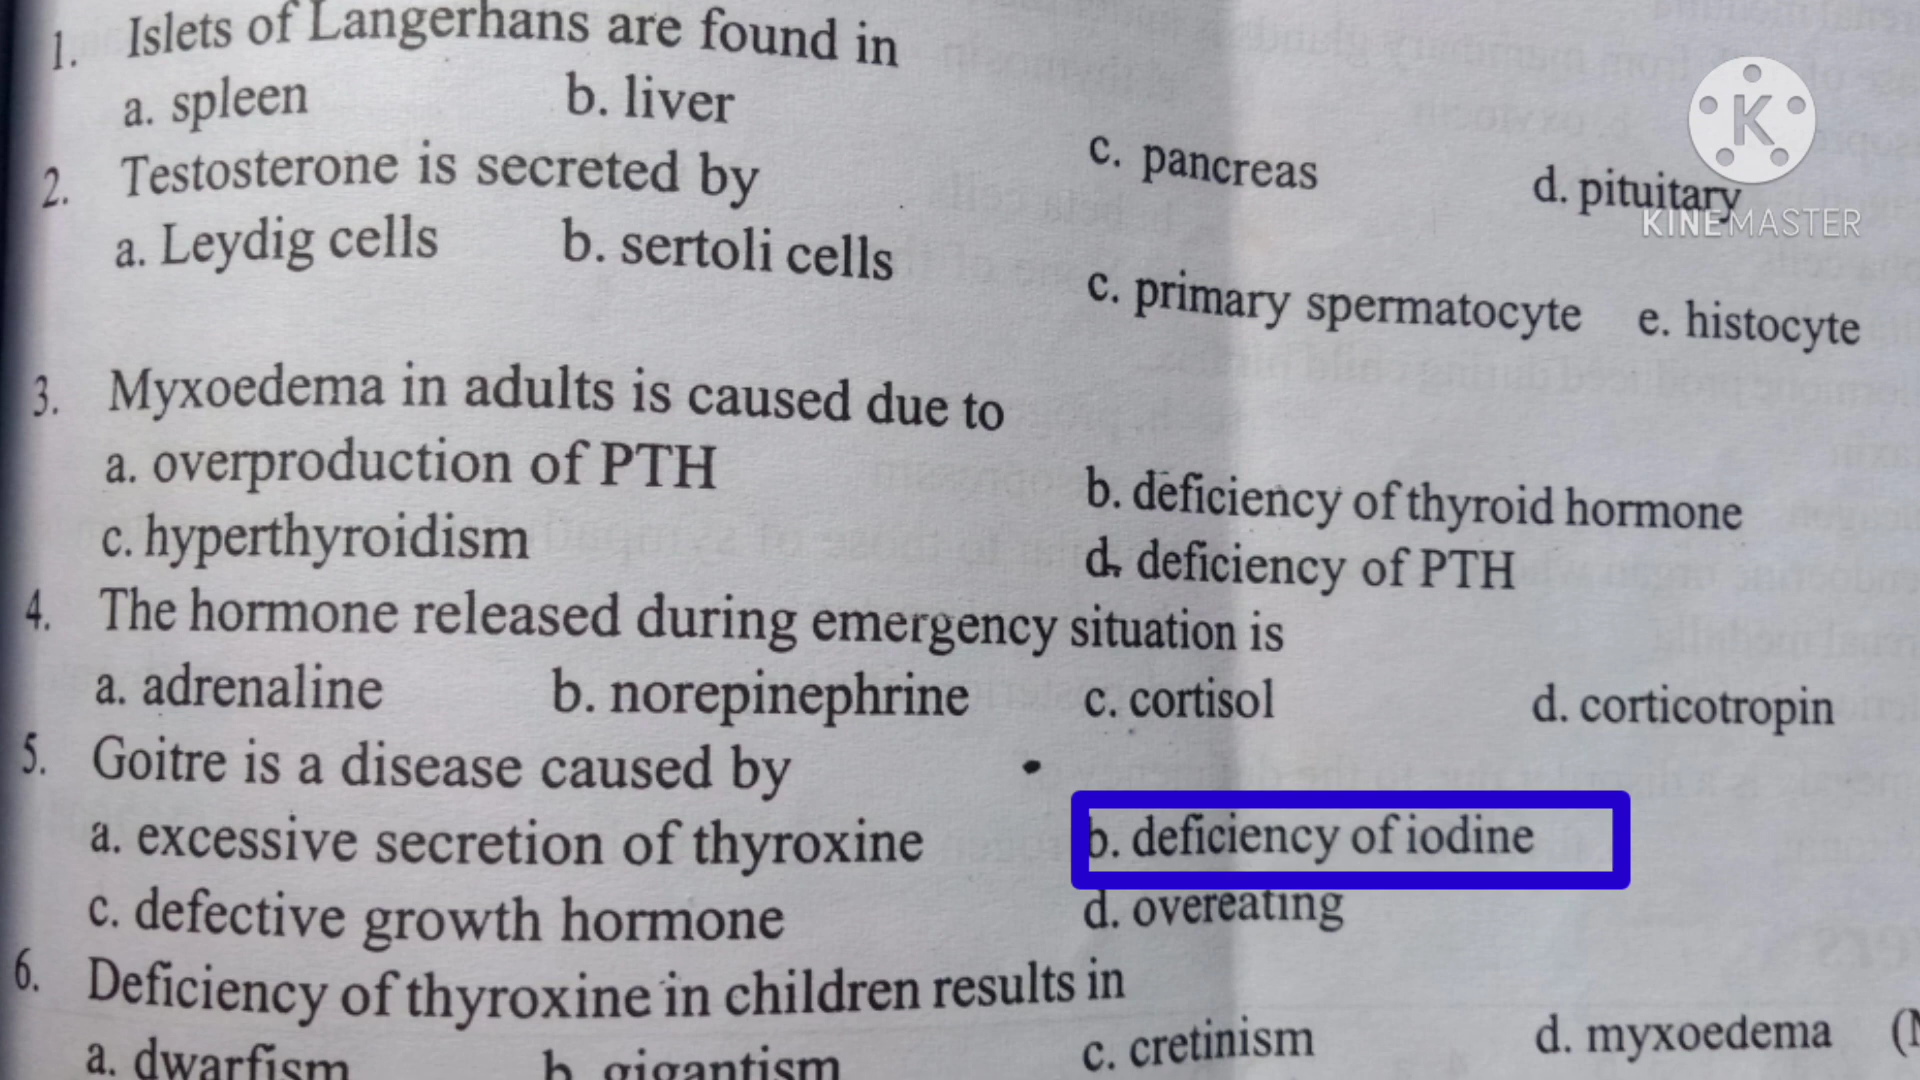 1. Islets of Langerhans are found in
a. spleen b. liver c. pancreas d. pituitary
K
KINEMASTER
2. Testosterone is secreted by
a. Leydig cells b. sertoli cells c. primary spermatocyte e. histocyte
3. Myxoedema in adults is caused due to
a. overproduction of PTH b. deficiency of thyroid hormone
c. hyperthyroidism d. deficiency of PTH
4. The hormone released during emergency situation is
a. adrenaline b. norepinephrine c. cortisol d. corticotropin
5. Goitre is a disease caused by
a. excessive secretion of thyroxine b. deficiency of iodine
c. defective growth hormone d. overeating
6. Deficiency of thyroxine in children results in
a. dwarfism b. gigantism c. cretinism d. myxoedema